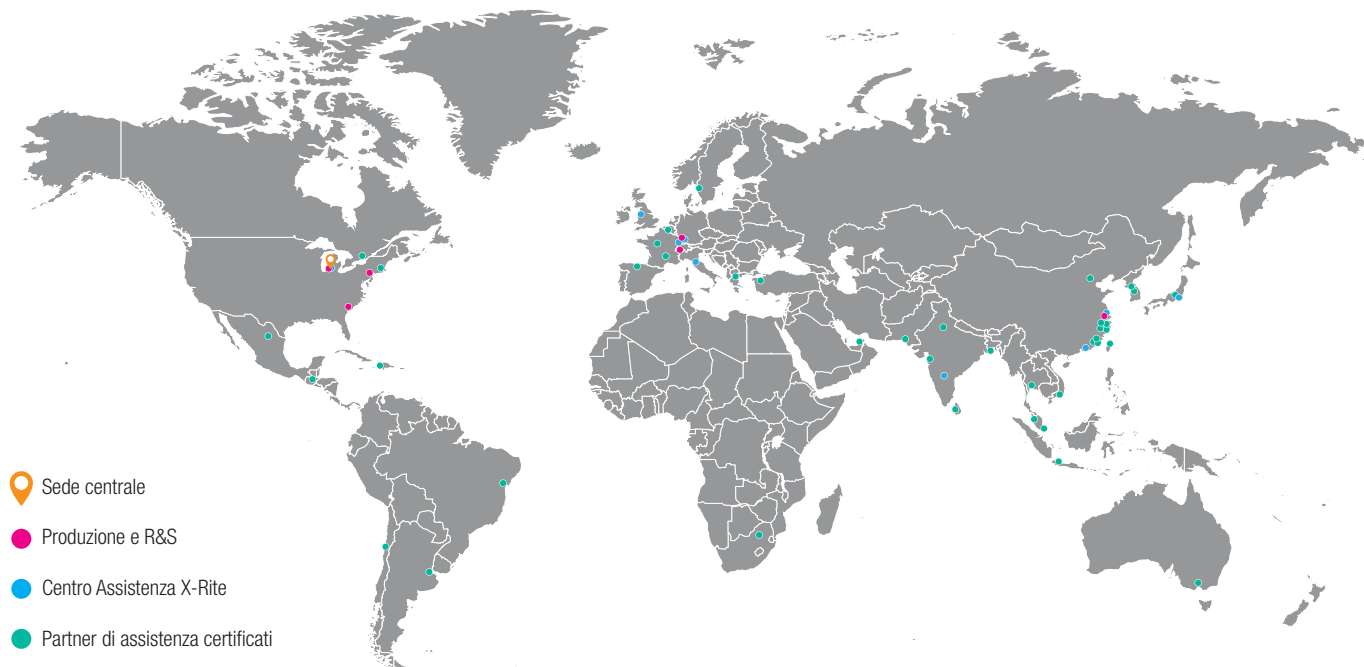 Sede centrale
Produzione e R&S
Centro Assistenza X-Rite
Partner di assistenza certificati